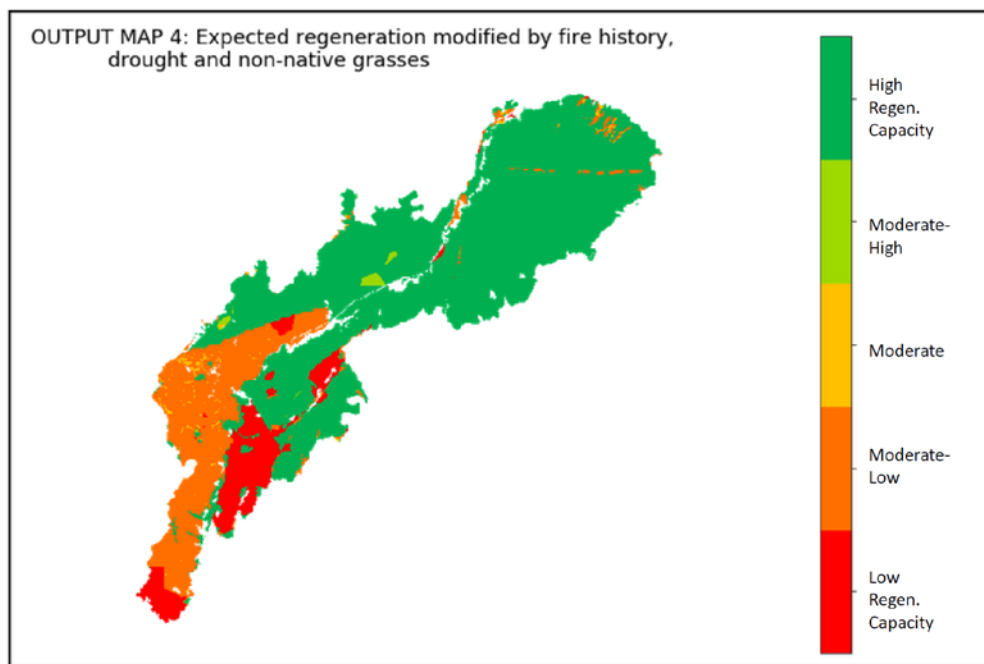 OUTPUT MAP 4: Expected regeneration modified by fire history,
drought and non-native grasses
High
Regen.
Capacity
Moderate-
High
Moderate
Moderate-
Low
Low
Regen.
Capacity